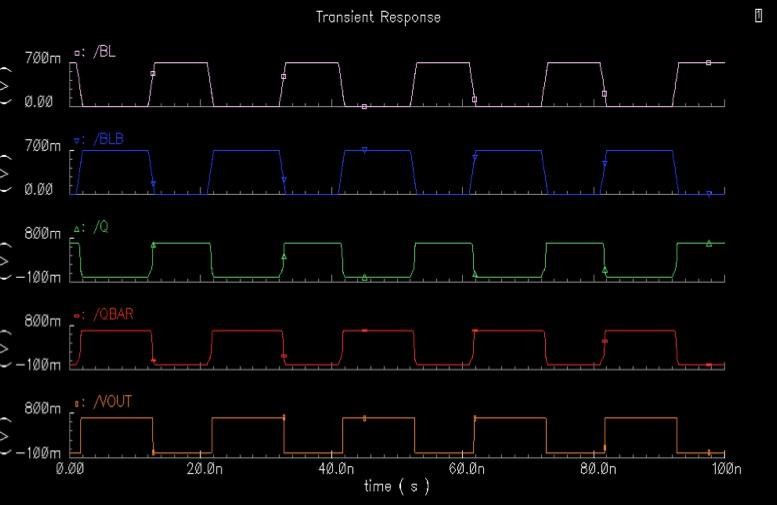 Transient Response
1
: /BL
700m
0.00
(V)
: /BLB
700m
0.00
(V)
: /Q
800m
-100m
(V)
: /QBAR
800m
-100m
(V)
: /VOUT
800m
-100m
(V)
0.00 20.0n 40.0n 60.0n 80.0n 100n
time ( s )